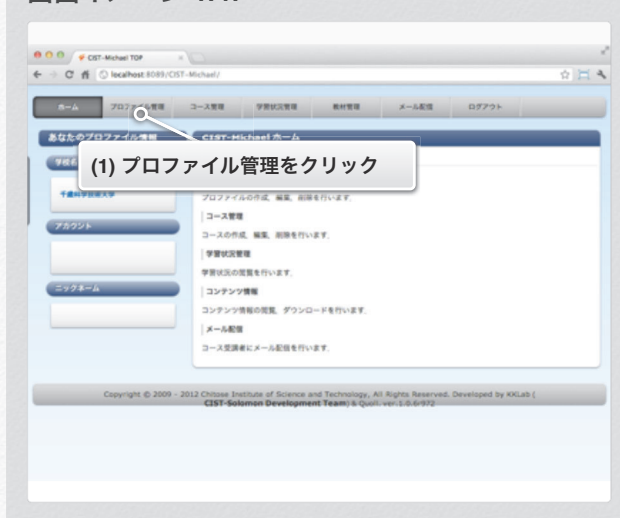 CIST-Michael TOP
localhost:8089/CIST-Michael/
ホーム プロファイル管理 コース管理 学習状況管理 教材管理 メール配信 ログアウト
あなたのプロファイル情報
CIST-Michael ホーム
(1) プロファイル管理をクリック
学校名
千歳科学技術大学
プロファイルの作成, 編集, 削除を行います.
コース管理
コースの作成, 編集, 削除を行います.
アカウント
学習状況管理
学習状況の閲覧を行います.
コンテンツ情報
ニックネーム
コンテンツ情報の閲覧, ダウンロードを行います.
メール配信
コース受講者にメール配信を行います.
Copyright © 2009 - 2012 Chitose Institute of Science and Technology, All Rights Reserved. Developed by KKLab (
CIST-Solomon Development Team) & Quoll. ver.1.0.6-972